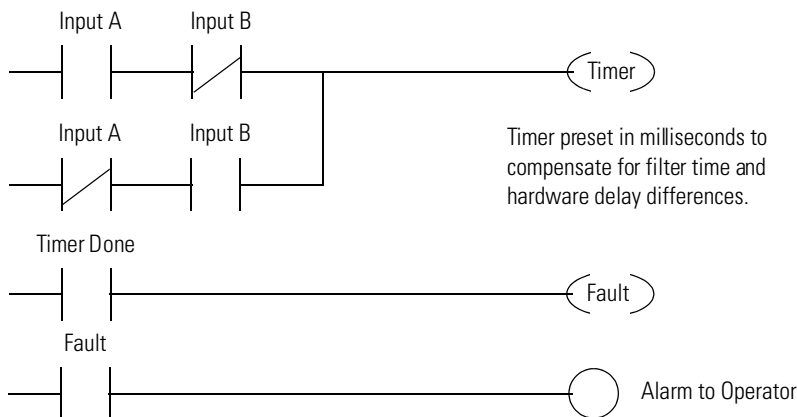 Input A
Input B
Timer
Input A
Input B
Timer preset in milliseconds to
compensate for filter time and
hardware delay differences.
Timer Done
Fault
Fault
Alarm to Operator